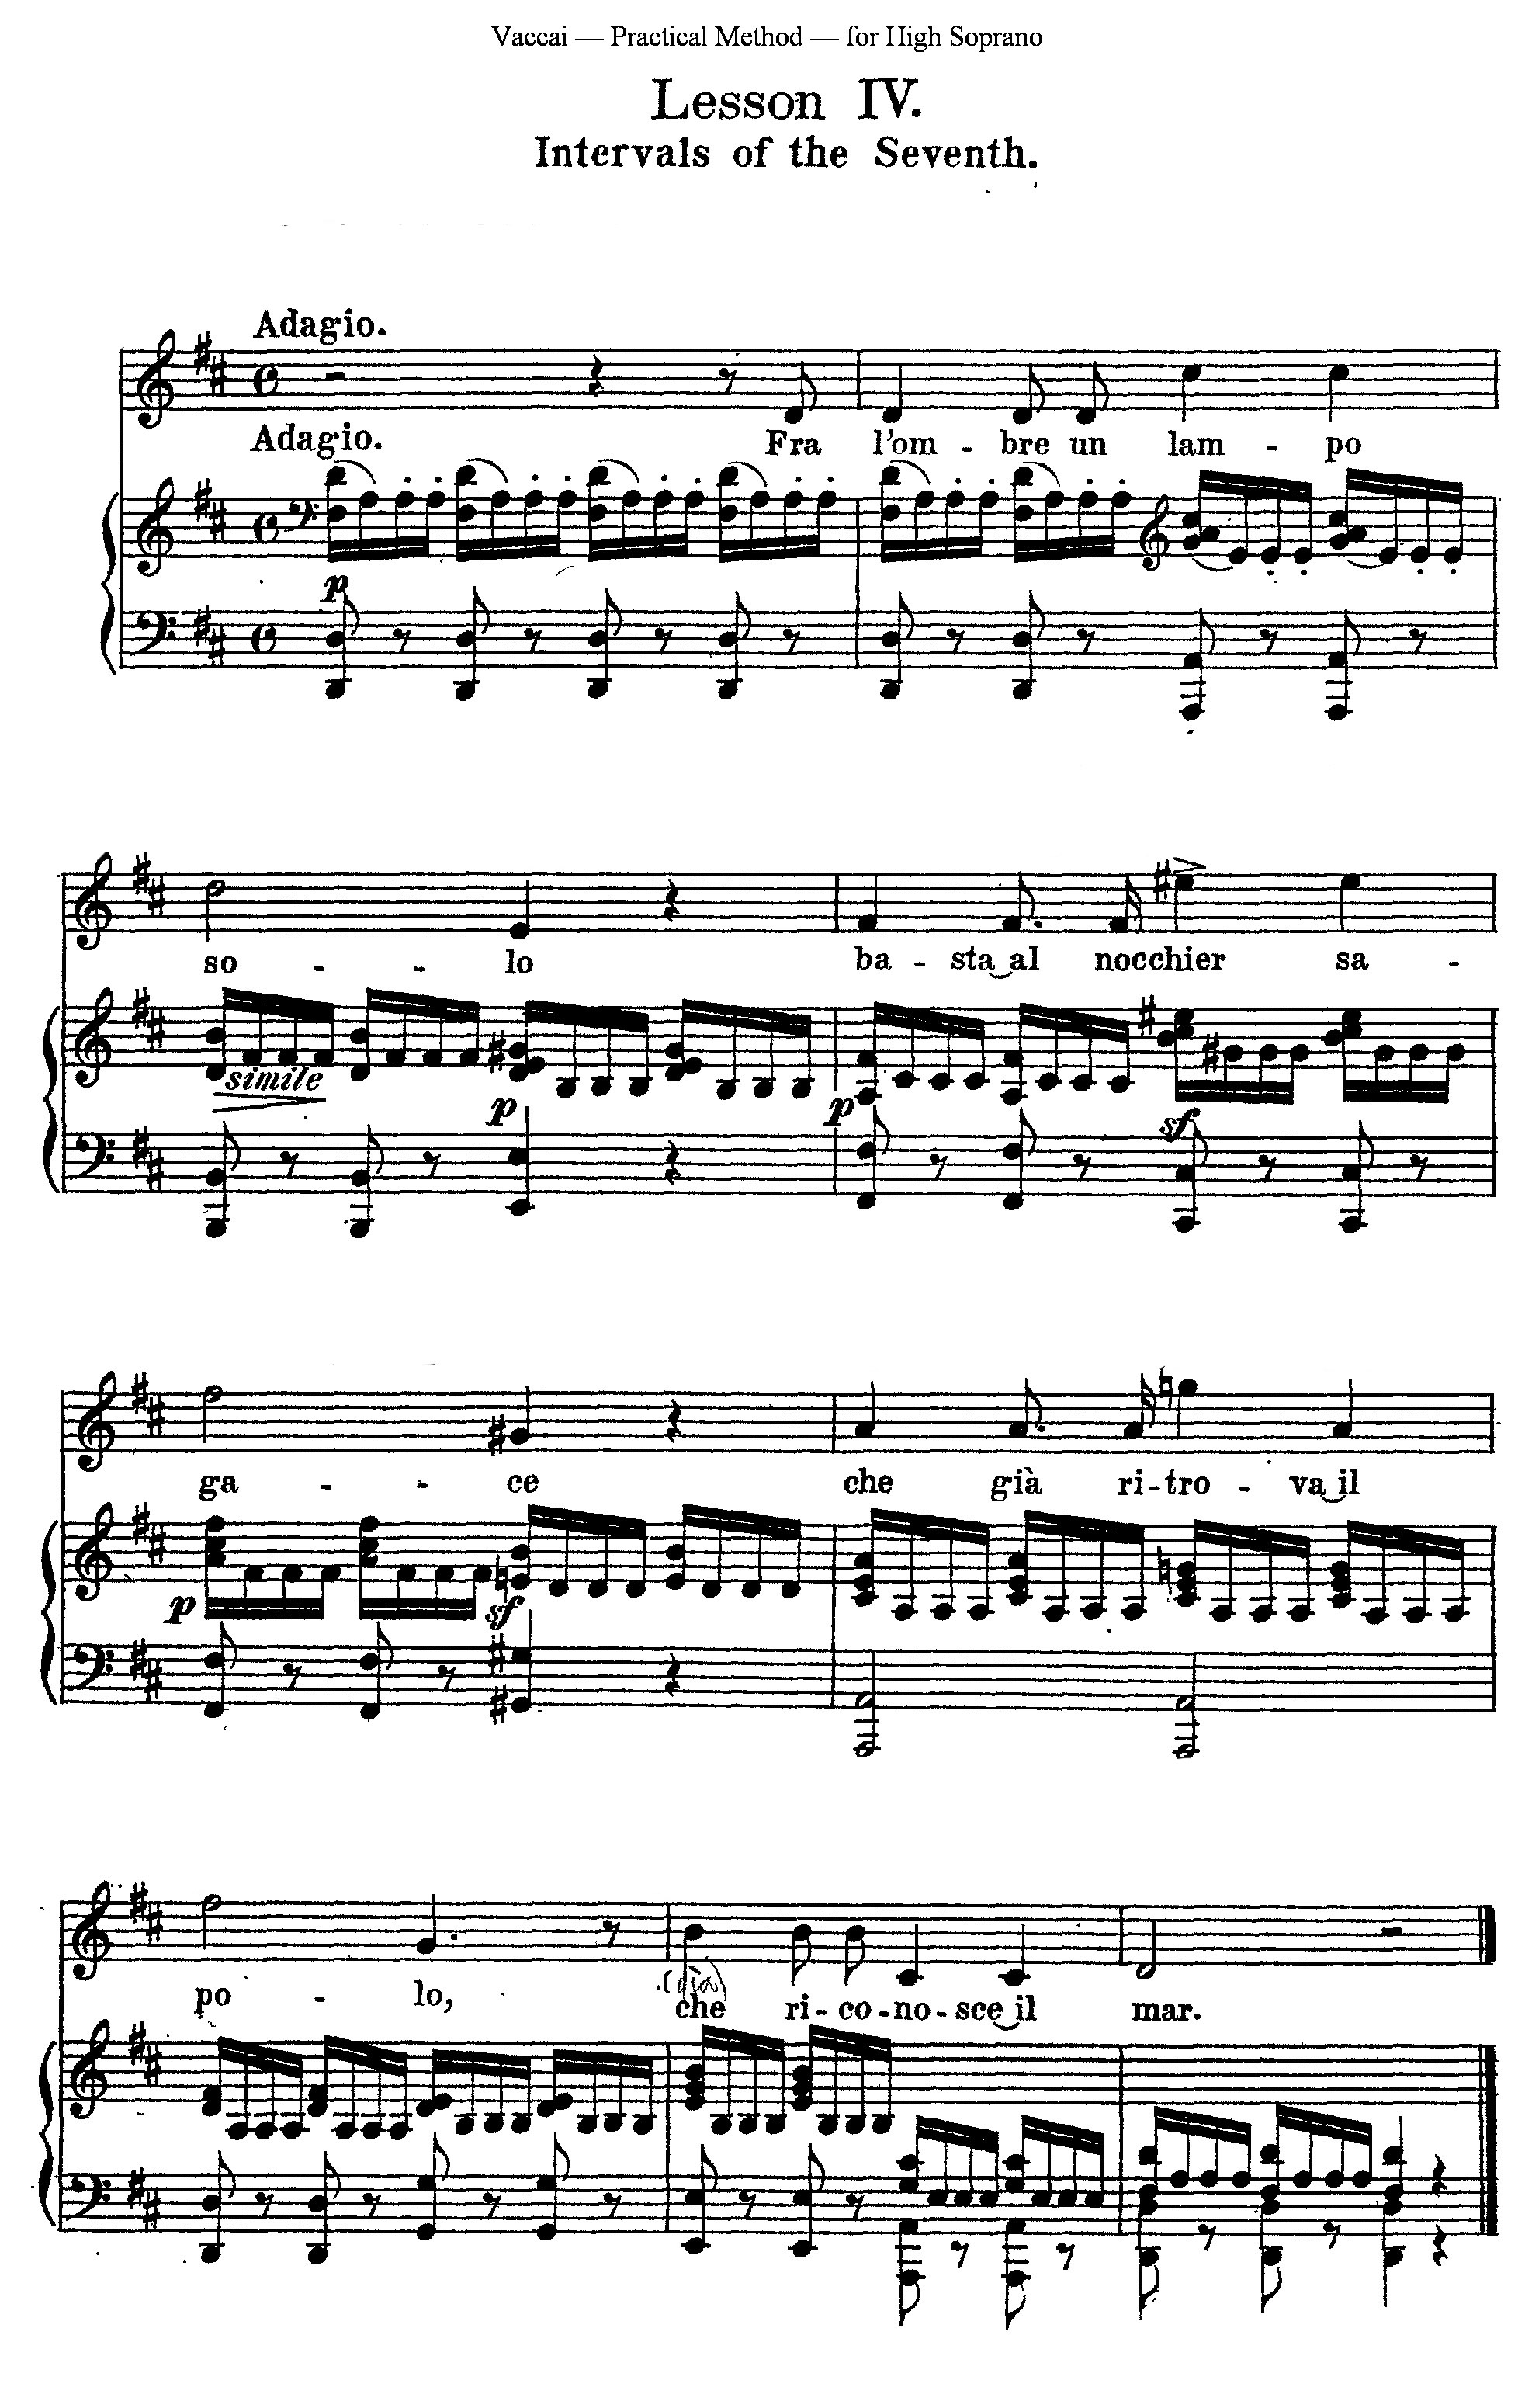 Vaccai — Practical Method — for High Soprano
Lesson IV.
Intervals of the Seventh.
Adagio.
Adagio.
Fra l'om - bre un lam - po
p
so - - lo ba - sta al nocchier sa -
simile
p p sf
ga - - ce che già ri - tro - va il
p sf
po - lo, che ri - co - no - sce il mar.